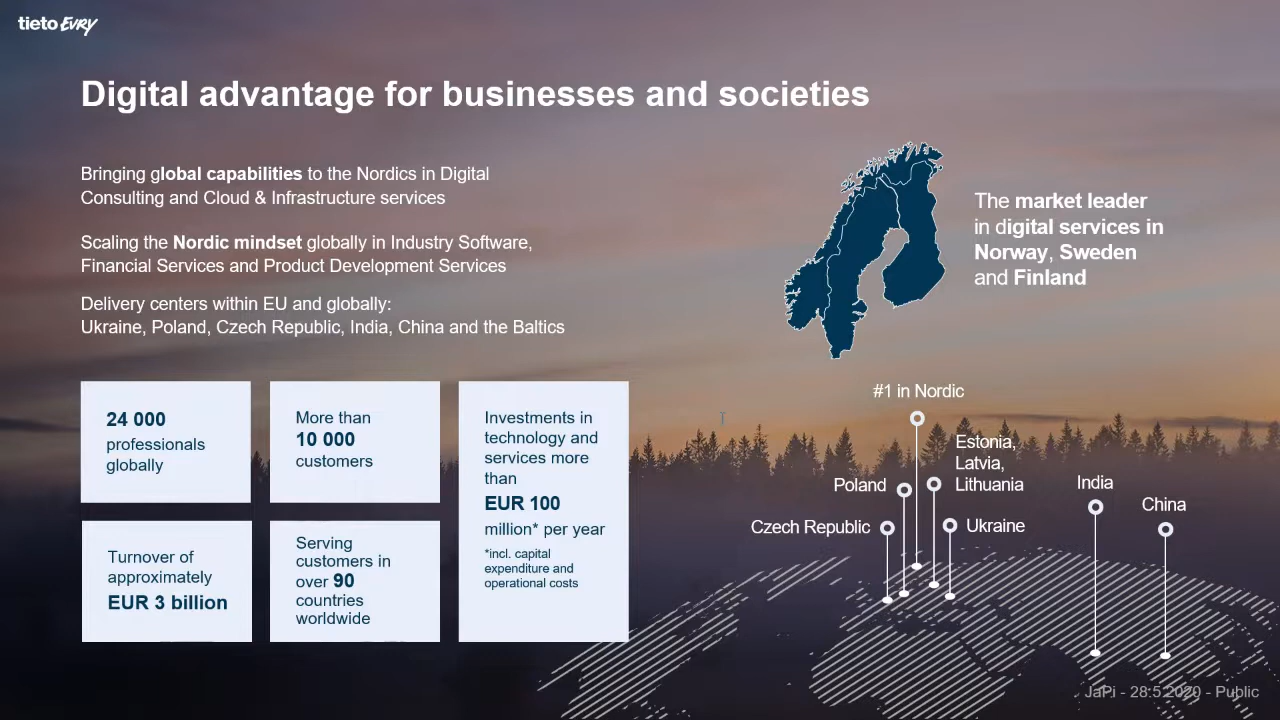 tieto EVRY
Digital advantage for businesses and societies
Bringing global capabilities to the Nordics in Digital
Consulting and Cloud & Infrastructure services
Scaling the Nordic mindset globally in Industry Software,
Financial Services and Product Development Services
Delivery centers within EU and globally:
Ukraine, Poland, Czech Republic, India, China and the Baltics
The market leader
in digital services in
Norway, Sweden
and Finland
24 000
professionals
globally
More than
10 000
customers
Investments in
technology and
services more
than
EUR 100
million* per year
*incl. capital
expenditure and
operational costs
Turnover of
approximately
EUR 3 billion
Serving
customers in
over 90
countries
worldwide
#1 in Nordic
Estonia,
Latvia,
Lithuania
Poland
Czech Republic
Ukraine
India
China
JaPi - 28.5.2020 - Public